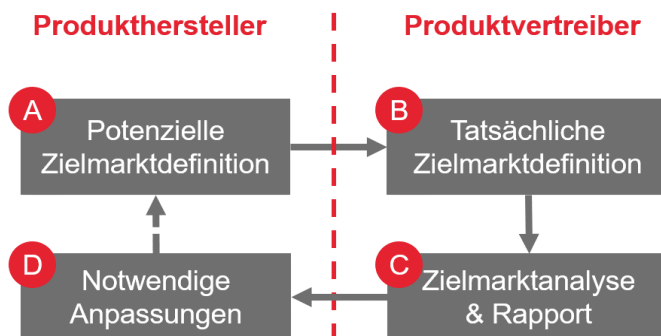 Produkthersteller
Produktvertreiber
A
Potenzielle
Zielmarktdefinition
B
Tatsächliche
Zielmarktdefinition
D
Notwendige
Anpassungen
C
Zielmarktanalyse
& Rapport